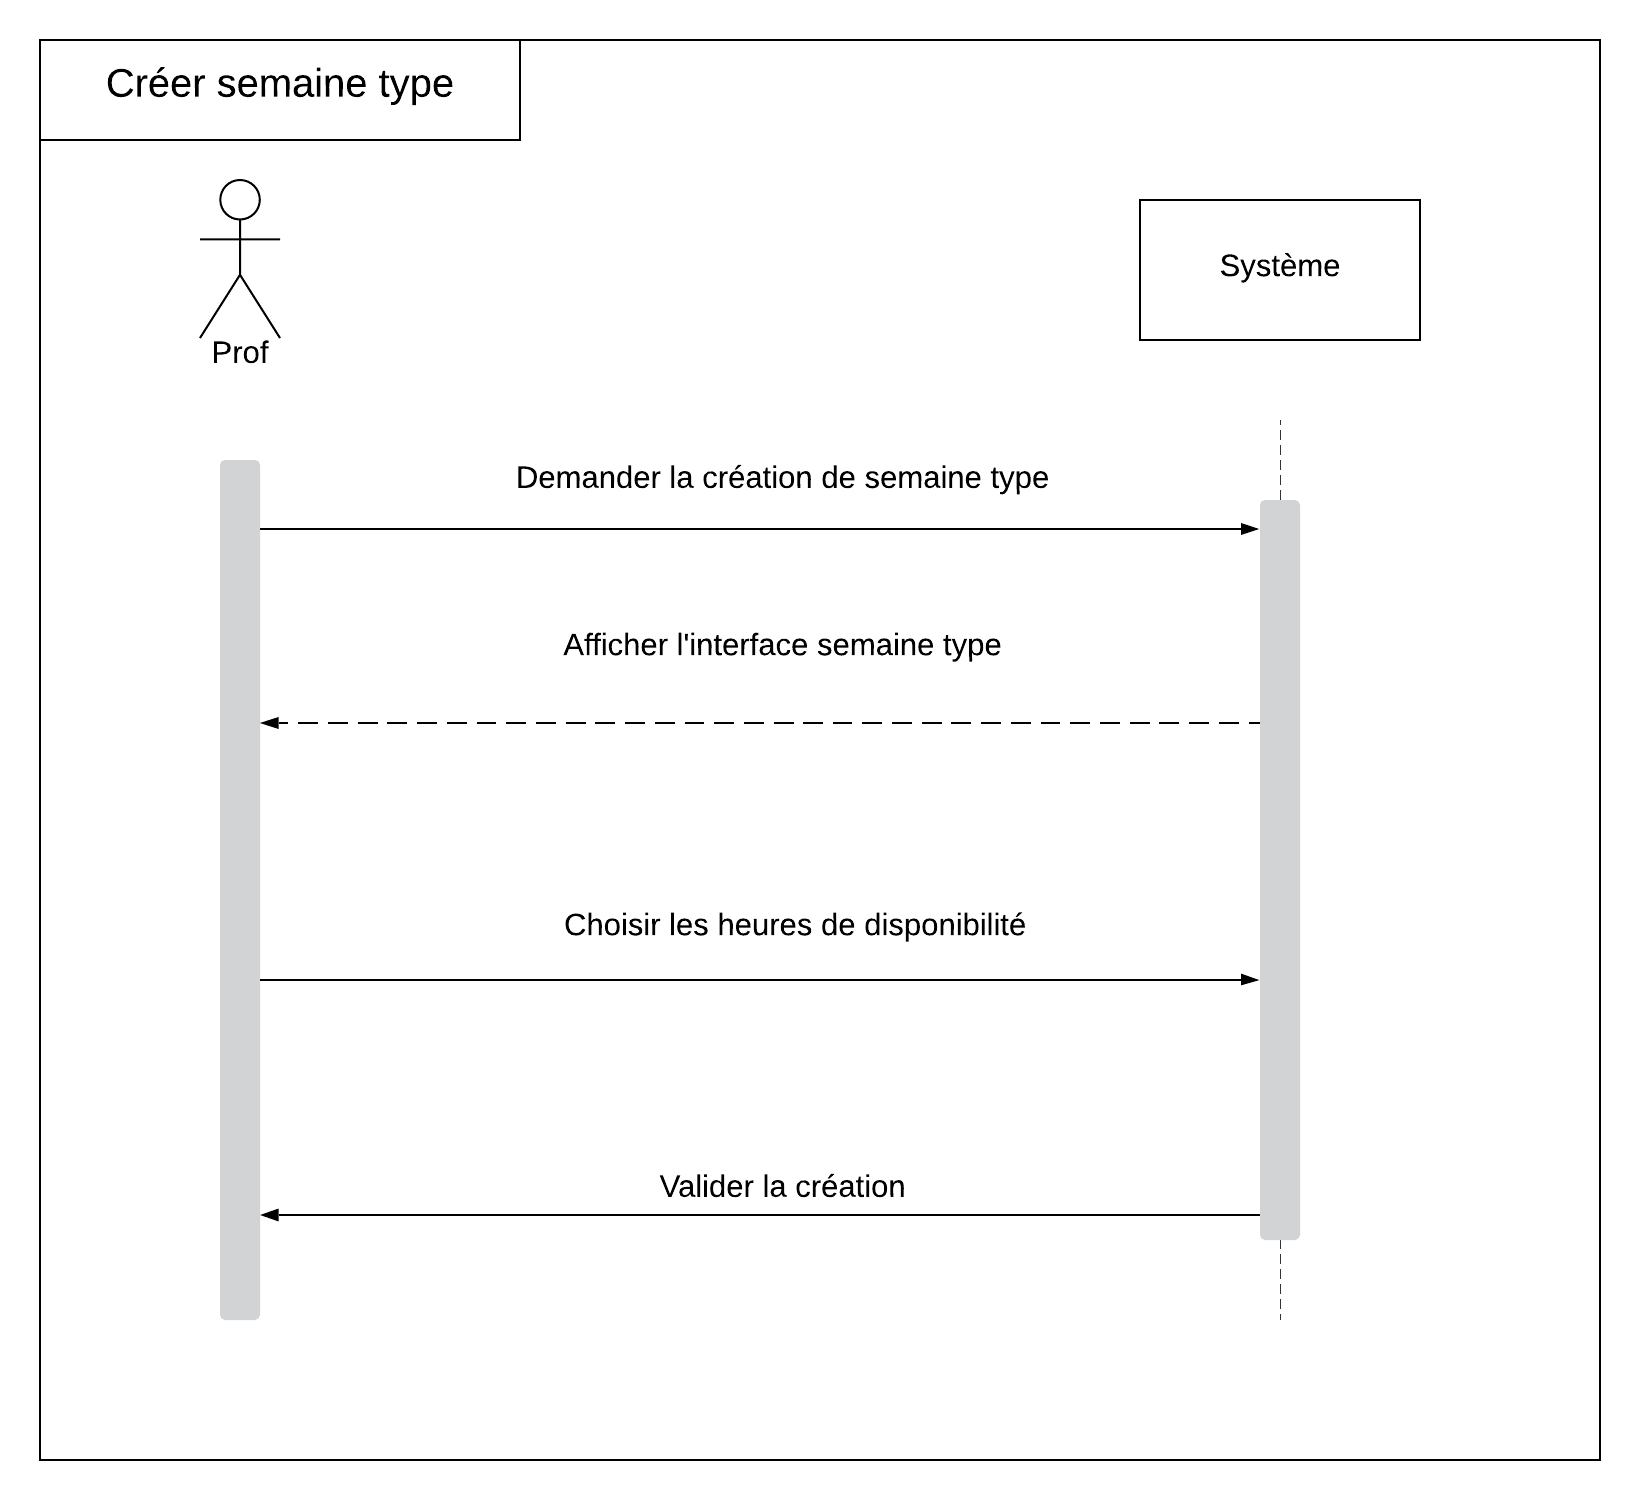 Créer semaine type
Système
Prof
Demander la création de semaine type
Afficher l'interface semaine type
Choisir les heures de disponibilité
Valider la création